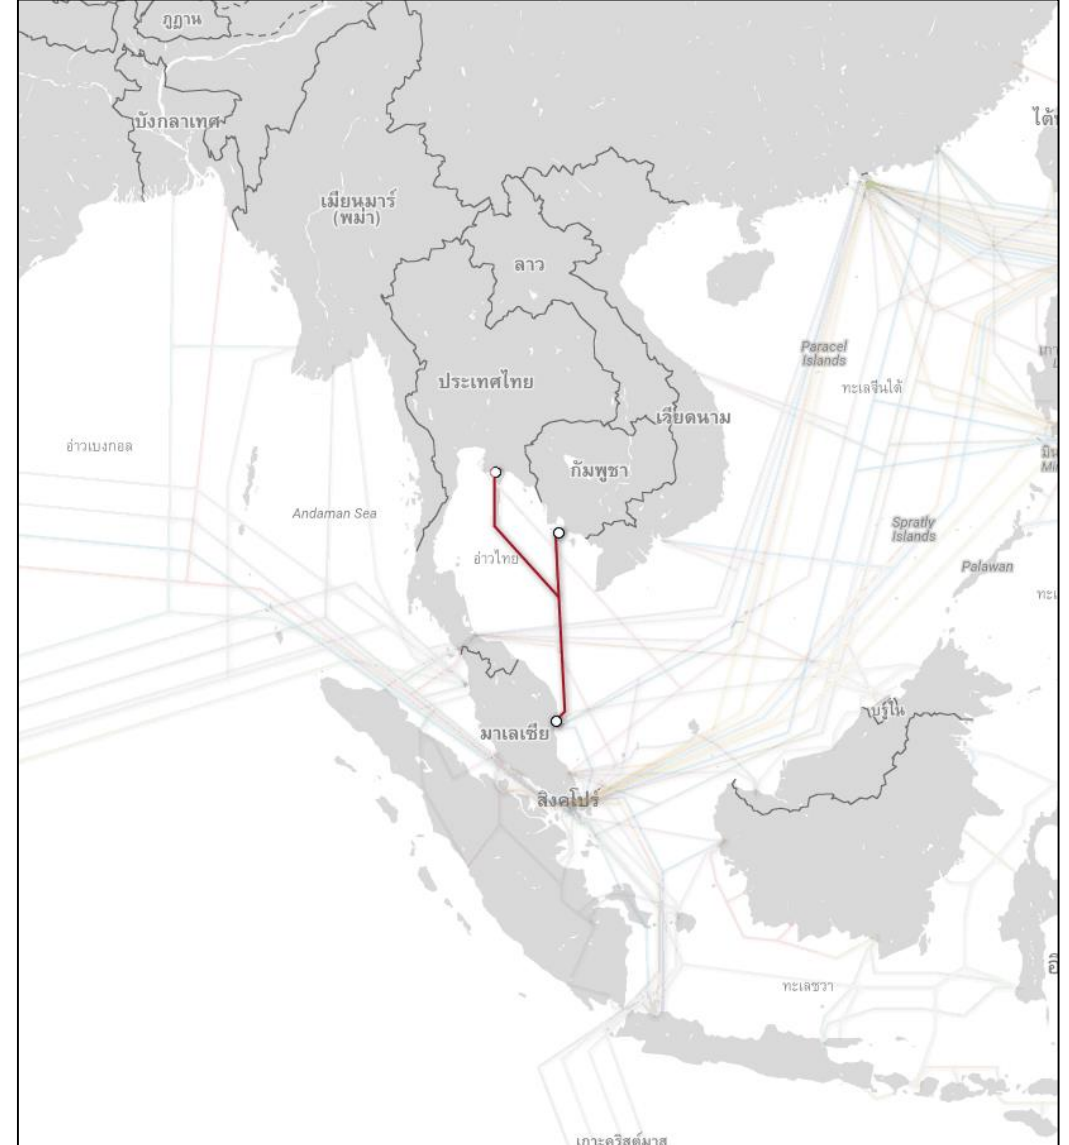 ภูฏาน
ไต้
บังกลาเทศ
เมียนมาร์
(พม่า)
ลาว
Paracel
Islands
ประเทศไทย
ทะเลจีนใต้
เวียดนาม
อ่าวเบงกอล
กัมพูชา
Andaman Sea
Spratly
Islands
อ่าวไทย
Palawan
บรูไน
มาเลเซีย
สิงคโปร์
ทะเลชวา
เกาะคริสต์มาส